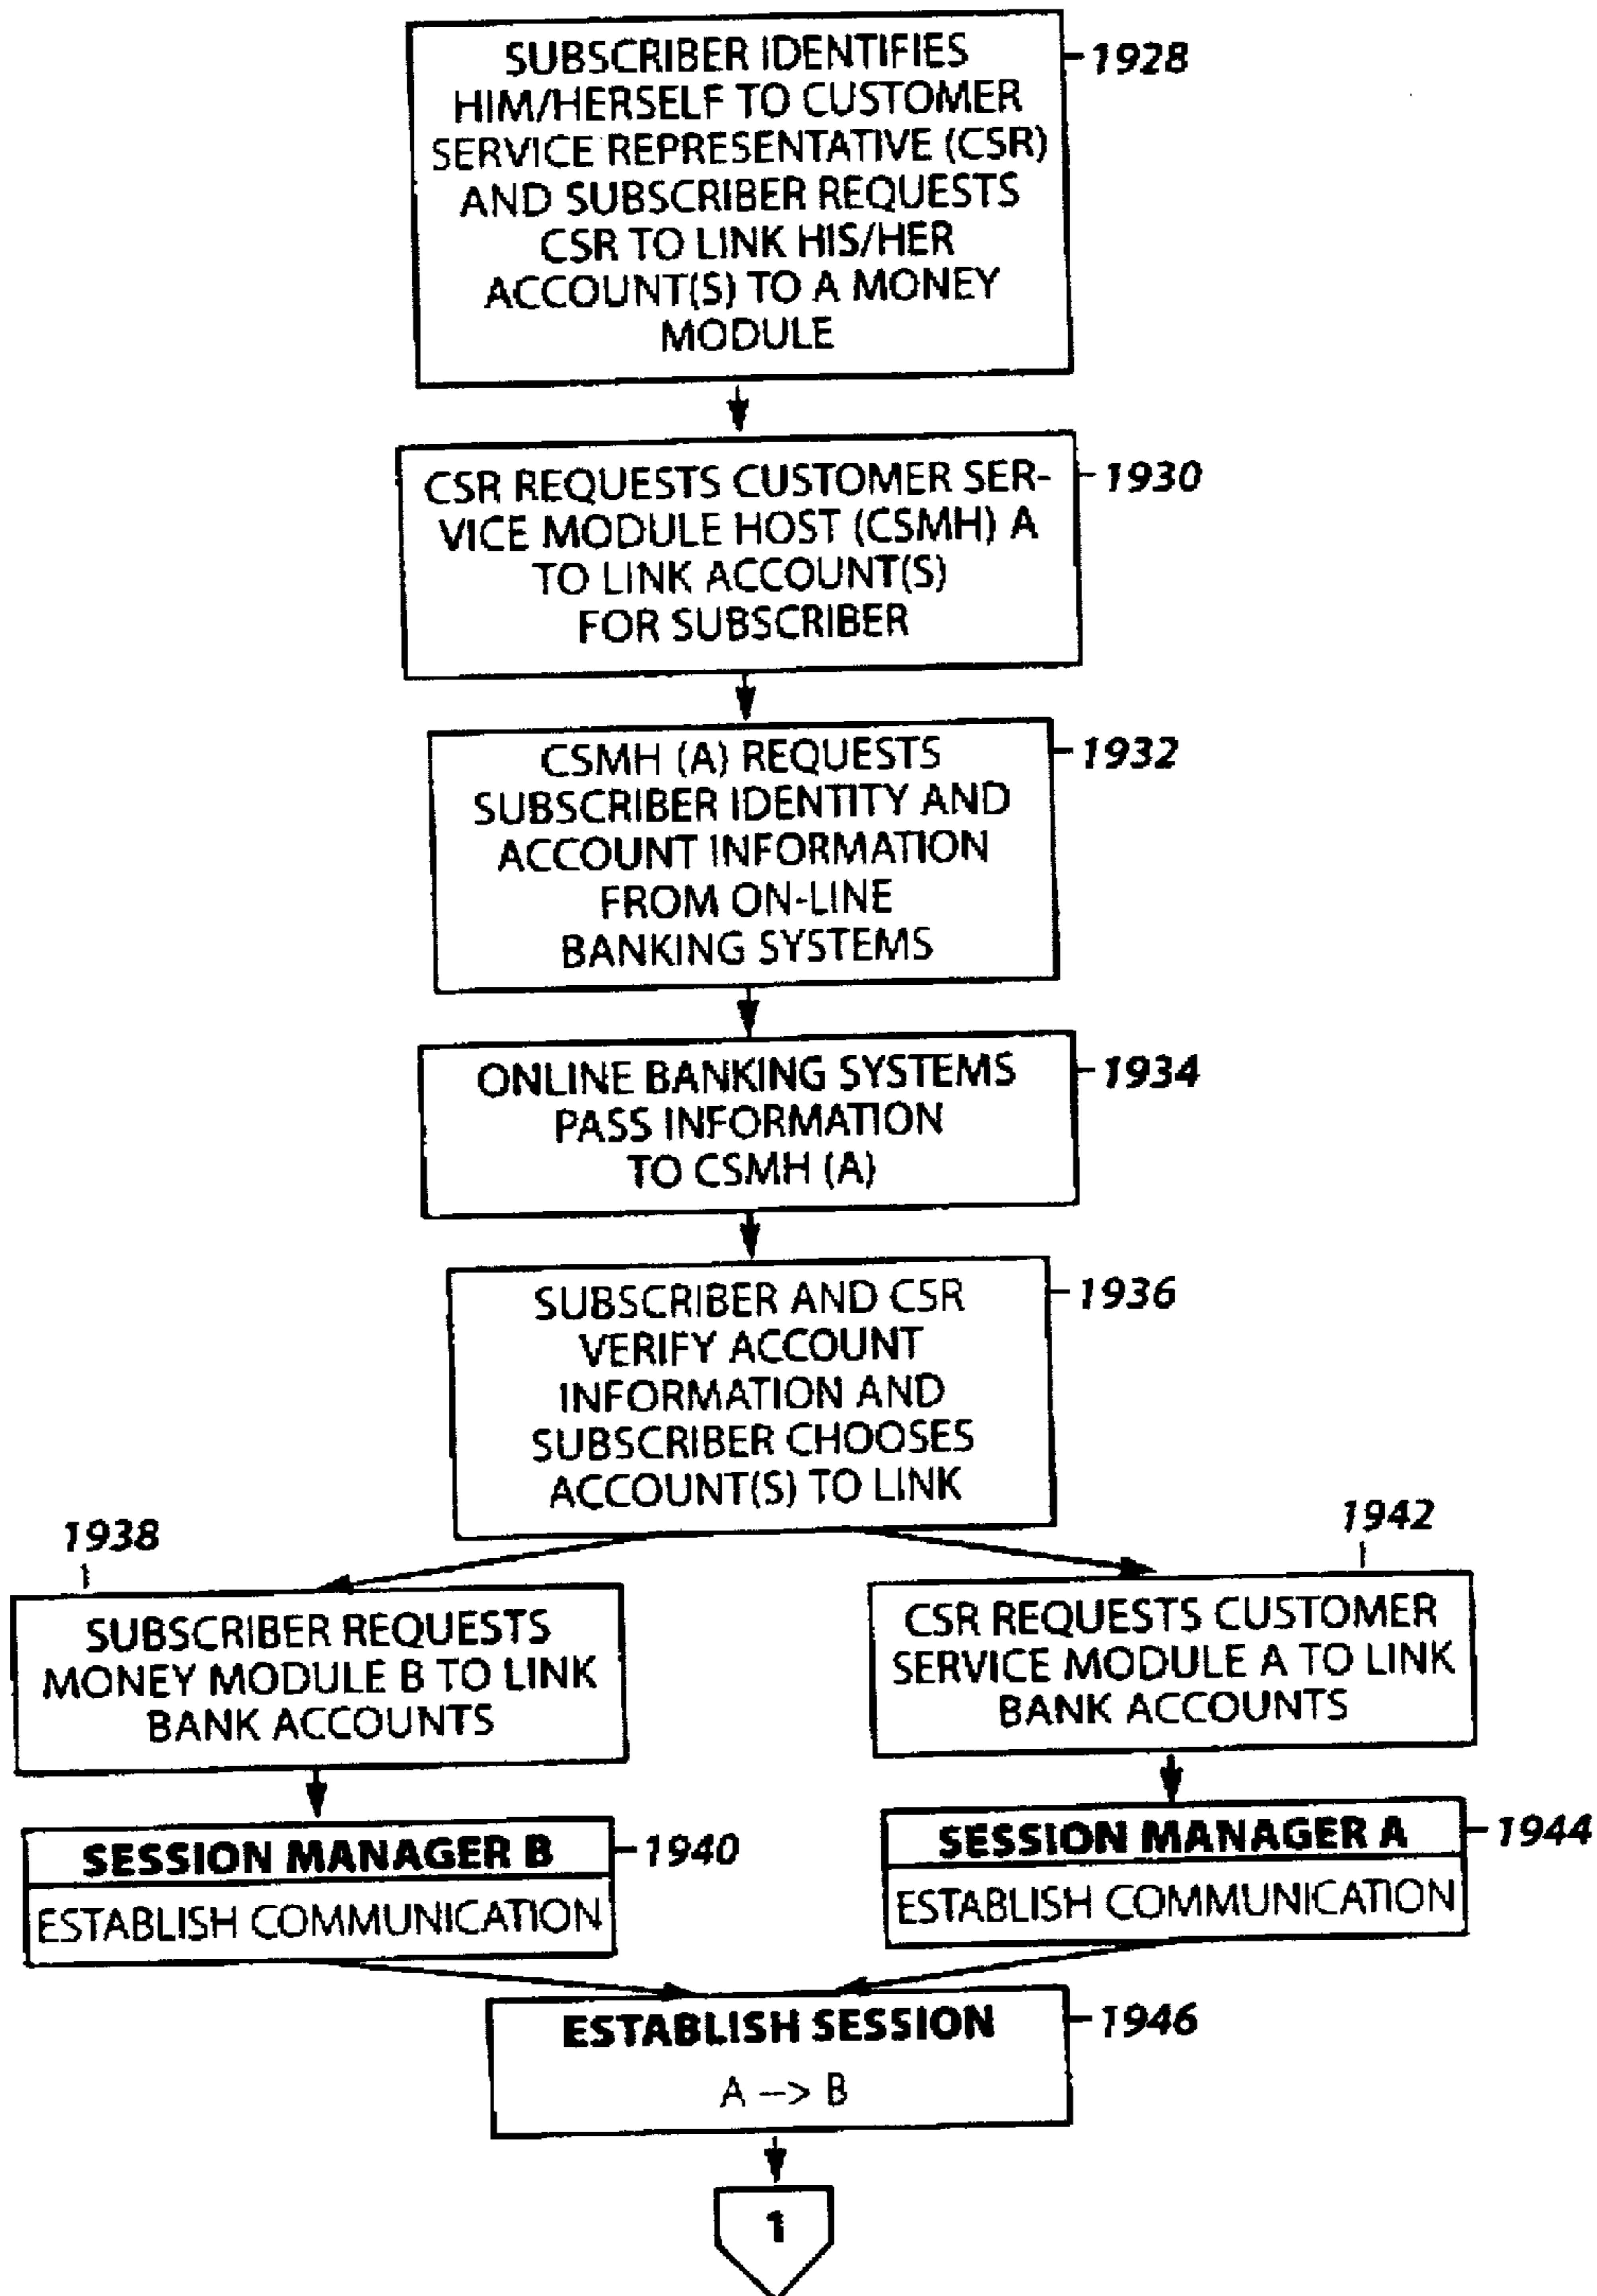 SUBSCRIBER IDENTIFIES
HIM/HERSELF TO CUSTOMER
SERVICE REPRESENTATIVE (CSR)
AND SUBSCRIBER REQUESTS
CSR TO LINK HIS/HER
ACCOUNT(S) TO A MONEY
MODULE
1928
CSR REQUESTS CUSTOMER SER-
VICE MODULE HOST (CSMH) A
TO LINK ACCOUNT(S)
FOR SUBSCRIBER
1930
CSMH (A) REQUESTS
SUBSCRIBER IDENTITY AND
ACCOUNT INFORMATION
FROM ON-LINE
BANKING SYSTEMS
1932
ONLINE BANKING SYSTEMS
PASS INFORMATION
TO CSMH (A)
1934
SUBSCRIBER AND CSR
VERIFY ACCOUNT
INFORMATION AND
SUBSCRIBER CHOOSES
ACCOUNT(S) TO LINK
1936
1938
SUBSCRIBER REQUESTS
MONEY MODULE B TO LINK
BANK ACCOUNTS
1942
CSR REQUESTS CUSTOMER
SERVICE MODULE A TO LINK
BANK ACCOUNTS
SESSION MANAGER B
1940
ESTABLISH COMMUNICATION
SESSION MANAGER A
1944
ESTABLISH COMMUNICATION
ESTABLISH SESSION
1946
A --> B
1